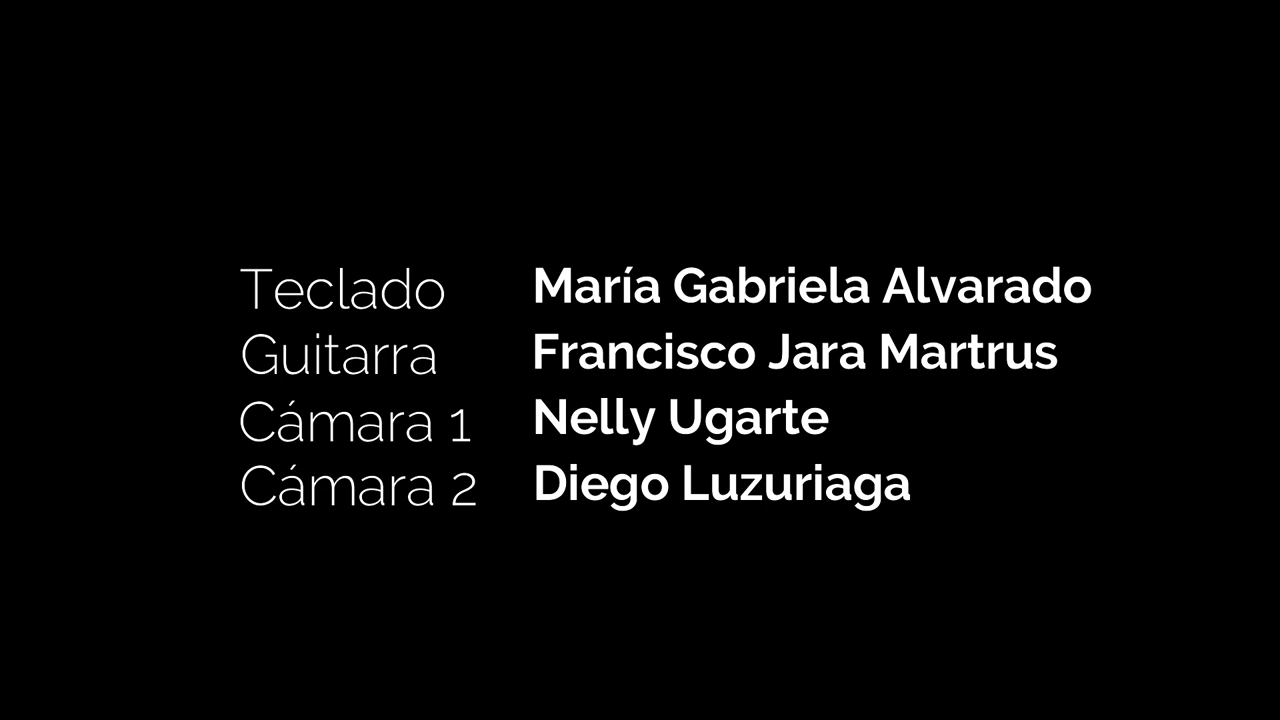 Teclado María Gabriela Alvarado
Guitarra Francisco Jara Martrus
Cámara 1 Nelly Ugarte
Cámara 2 Diego Luzuriaga